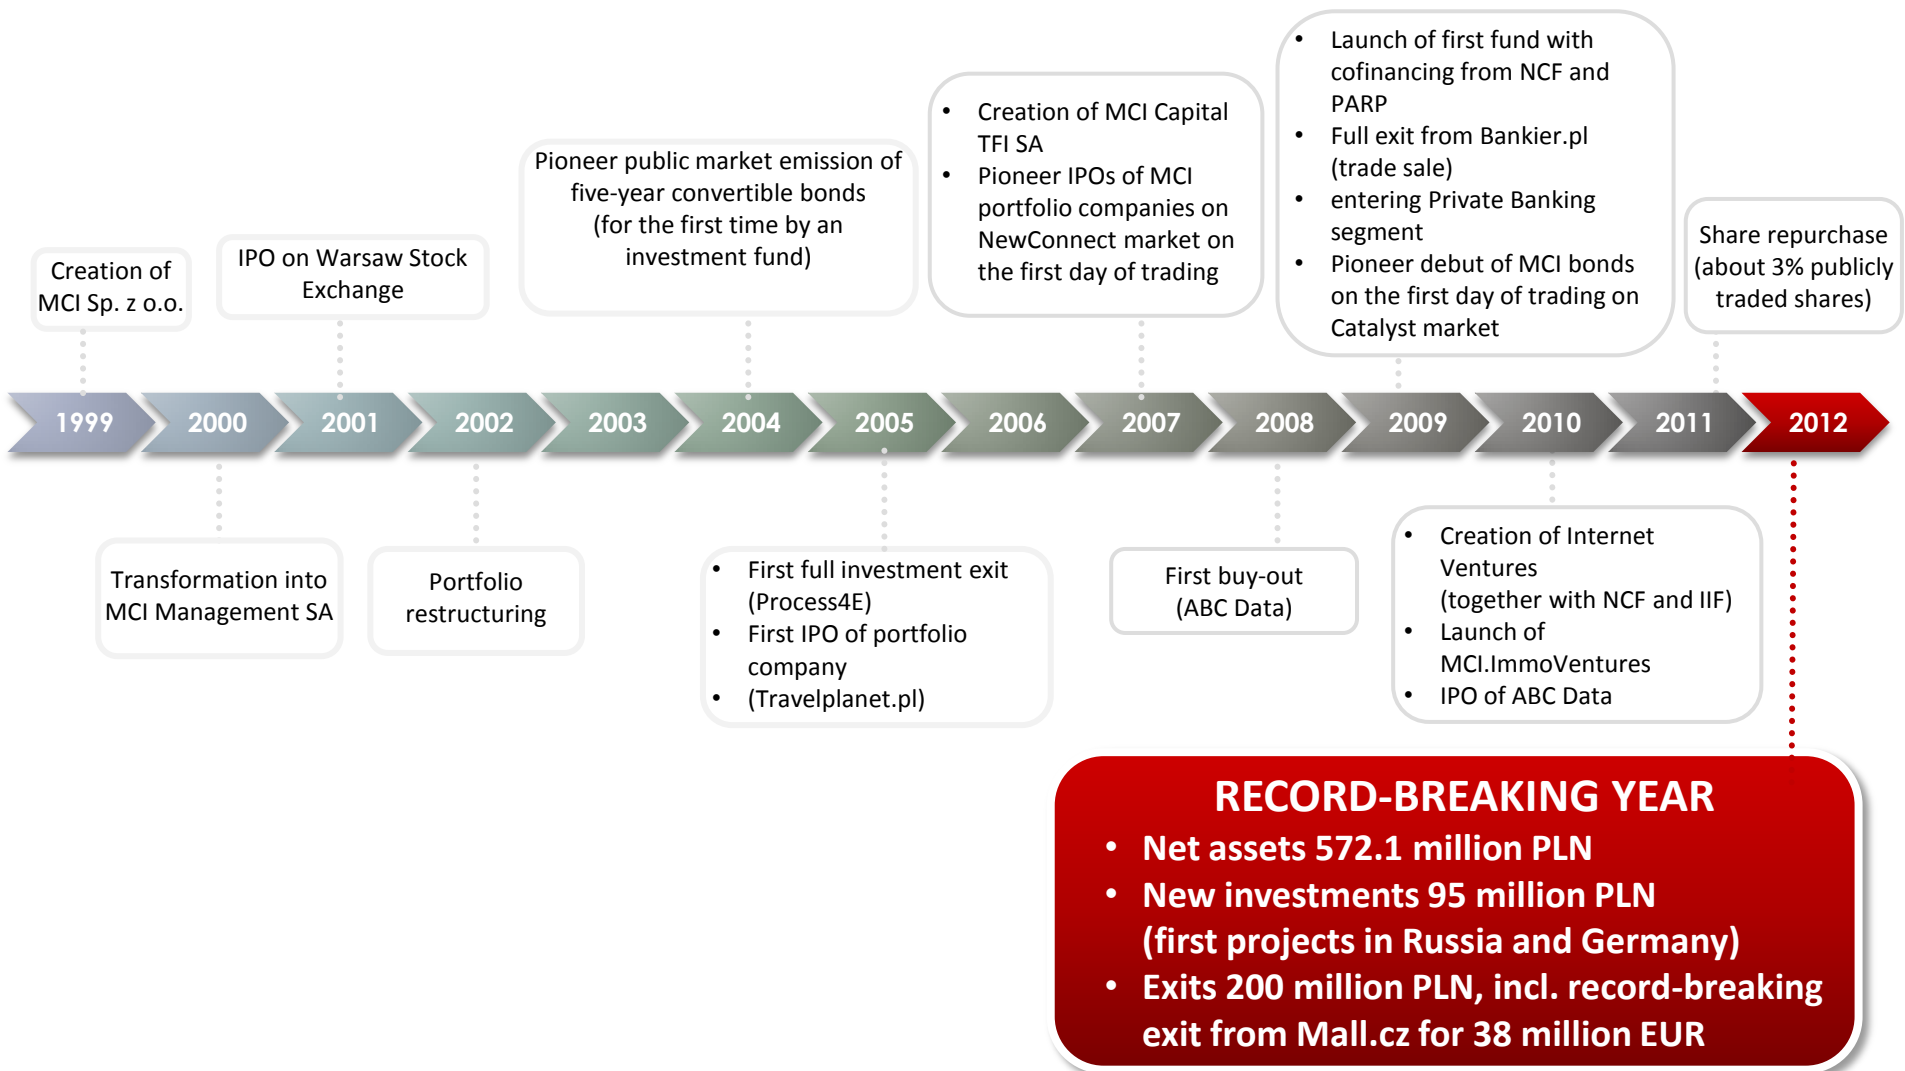 Creation of
MCI Sp. z o.o.
IPO on Warsaw Stock
Exchange
Pioneer public market emission of
five-year convertible bonds
(for the first time by an
investment fund)
• Creation of MCI Capital
TFI SA
• Pioneer IPOs of MCI
portfolio companies on
NewConnect market on
the first day of trading
• Launch of first fund with
cofinancing from NCF and
PARP
• Full exit from Bankier.pl
(trade sale)
• entering Private Banking
segment
• Pioneer debut of MCI bonds
on the first day of trading on
Catalyst market
Share repurchase
(about 3% publicly
traded shares)
1999 2000 2001 2002 2003 2004 2005 2006 2007 2008 2009 2010 2011 2012
Transformation into
MCI Management SA
Portfolio
restructuring
• First full investment exit
(Process4E)
• First IPO of portfolio
company
• (Travelplanet.pl)
First buy-out
(ABC Data)
• Creation of Internet
Ventures
(together with NCF and IIF)
• Launch of
MCI.ImmoVentures
• IPO of ABC Data
RECORD-BREAKING YEAR
• Net assets 572.1 million PLN
• New investments 95 million PLN
(first projects in Russia and Germany)
• Exits 200 million PLN, incl. record-breaking
exit from Mall.cz for 38 million EUR